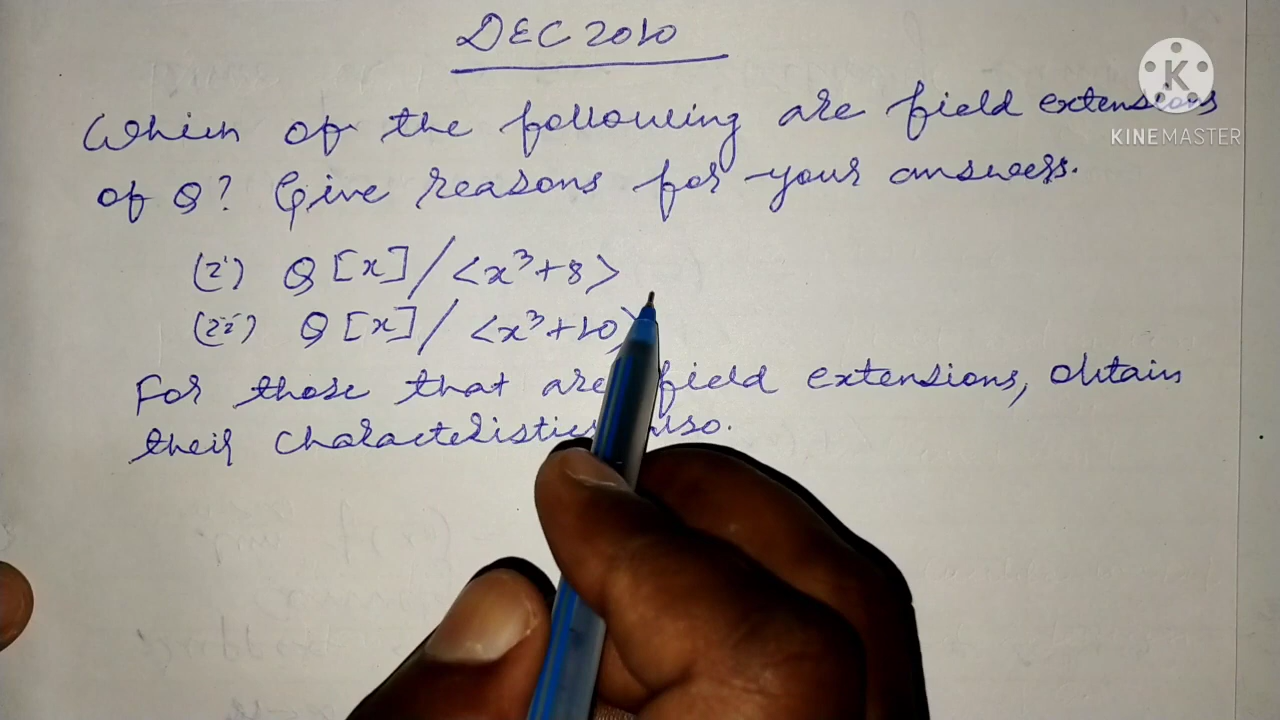 DEC 2010
K
KINEMASTER
Which of the following are field extensions
of Q? Give reasons for your answers.
(i) Q[x]/<x³+8>
(ii) Q[x]/<x³+10>
For those that are field extensions, obtain
their characteristics also.